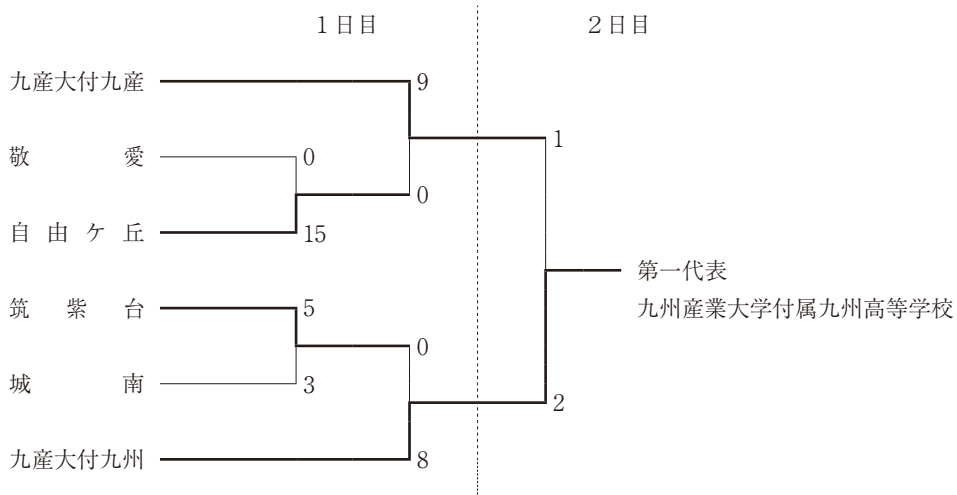 １日目
２日目
九産大付九産
9
1
敬愛
0
0
自由ケ丘
15
第一代表
九州産業大学付属九州高等学校
筑紫台
5
0
城南
3
2
九産大付九州
8